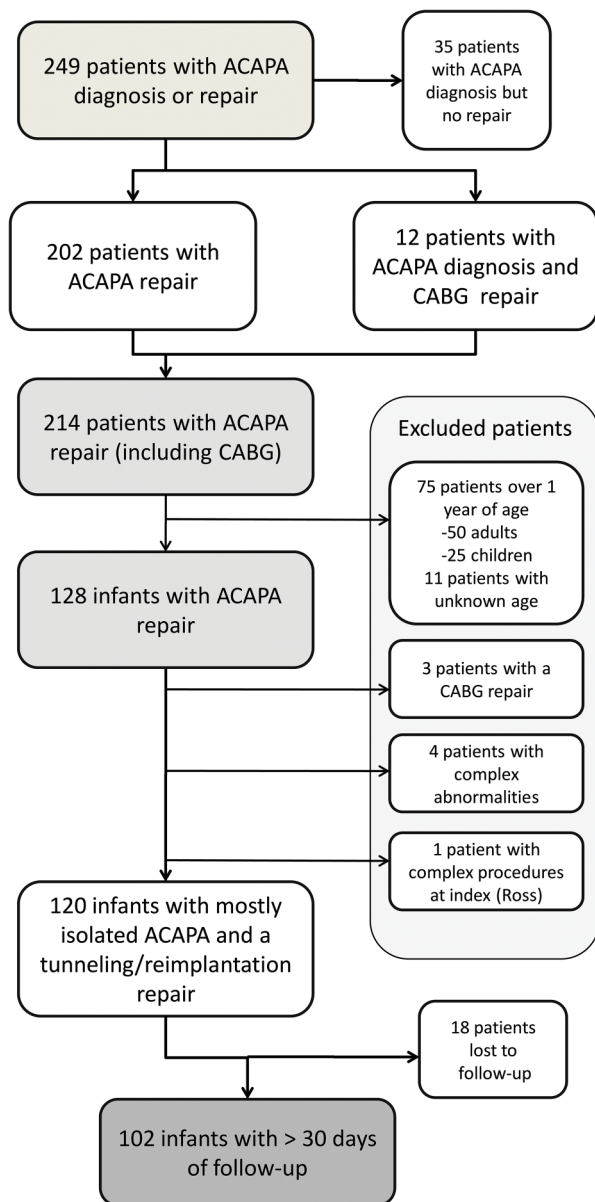 249 patients with ACAPA
diagnosis or repair
35 patients
with ACAPA
diagnosis but
no repair
202 patients with
ACAPA repair
12 patients with
ACAPA diagnosis and
CABG repair
214 patients with ACAPA
repair (including CABG)
Excluded patients
75 patients over 1
year of age
-50 adults
-25 children
11 patients with
unknown age
128 infants with ACAPA
repair
3 patients with a
CABG repair
4 patients with
complex
abnormalities
1 patient with
complex procedures
at index (Ross)
120 infants with mostly
isolated ACAPA and a
tunneling/reimplantation
repair
18 patients
lost to
follow-up
102 infants with > 30 days
of follow-up